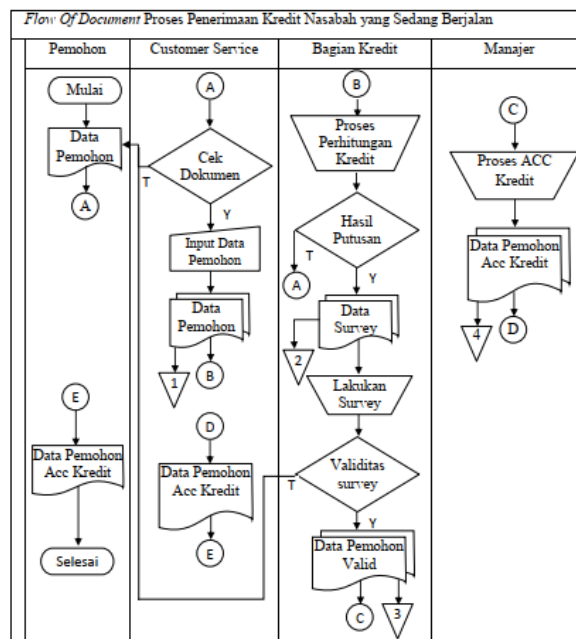 Flow Of Document Proses Penerimaan Kredit Nasabah yang Sedang Berjalan
Pemohon
Customer Service
Bagian Kredit
Manajer
Mulai
Data
Pemohon
A
E
Data Pemohon
Acc Kredit
Selesai
A
Cek
Dokumen
T
Y
Input Data
Pemohon
Data
Pemohon
1
B
D
Data Pemohon
Acc Kredit
E
B
Proses
Perhitungan
Kredit
Hasil
Putusan
T
Y
A
Data
Survey
2
Lakukan
Survey
Validitas
survey
T
Y
Data Pemohon
Valid
C
3
C
Proses ACC
Kredit
Data Pemohon
Acc Kredit
4
D